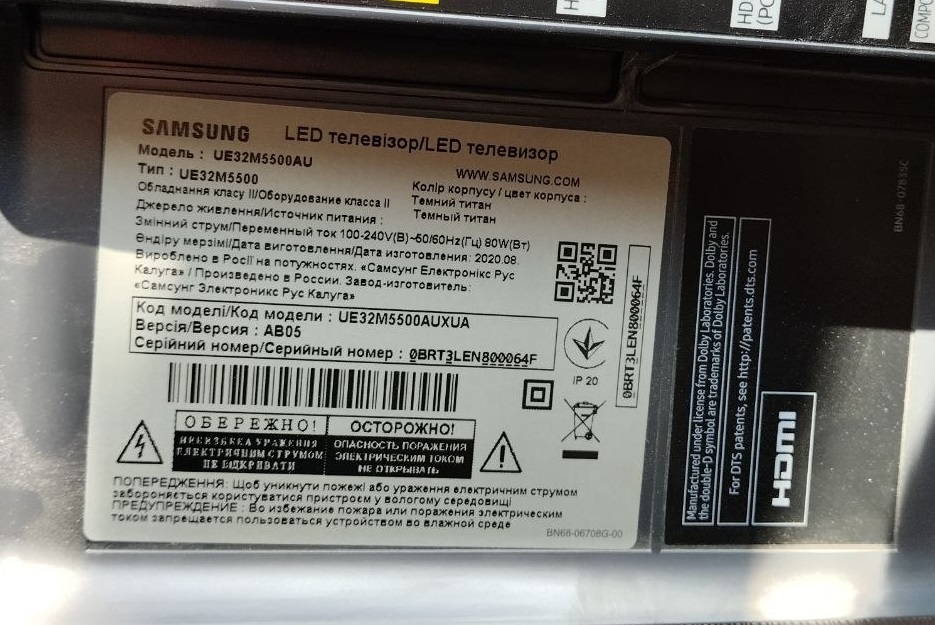 HD
(PC
LA
COMPO
SAMSUNG LED телевізор/LED телевизор
Модель : UE32M5500AU
WWW.SAMSUNG.COM
Тип : UE32M5500
Колір корпусу / цвет корпуса :
Обладнання класу II/Оборудование класса II
Темний титан
Джерело живлення/Источник питания :
Темный титан
Змінний струм/Переменный ток 100-240V(В)~50/60Hz(Гц) 80W(Вт)
Өндіру мерзімі/Дата виготовлення/Дата изготовления: 2020.08.
Вироблено в Росії на потужностях. «Самсунг Електронікс Рус
Калуга» / Произведено в России. Завод-изготовитель:
«Самсунг Электроникс Рус Калуга»
Код моделі/Код модели : UE32M5500AUXUA
Версія/Версия : AB05
Серійний номер/Серийный номер : 0BRT3LEN800064F
0BRT3LEN800064F
IP 20
ОБЕРЕЖНО!
НЕБЕЗПЕКА УРАЖЕННЯ
ЕЛЕКТРИЧНИМ СТРУМОМ
НЕ ВІДКРИВАТИ
ОСТОРОЖНО!
ОПАСНОСТЬ ПОРАЖЕНИЯ
ЭЛЕКТРИЧЕСКИМ ТОКОМ
НЕ ОТКРЫВАТЬ
ПОПЕРЕДЖЕННЯ: Щоб уникнути пожежі або ураження електричним струмом
забороняється користуватися пристроєм у вологому середовищі
ПРЕДУПРЕЖДЕНИЕ : Во избежание пожара или поражения электрическим
током запрещается пользоваться устройством во влажной среде
BN68-06708G-00
Manufactured under license from Dolby Laboratories. Dolby and
the double-D symbol are trademarks of Dolby Laboratories.
For DTS patents, see http://patents.dts.com
HDMI